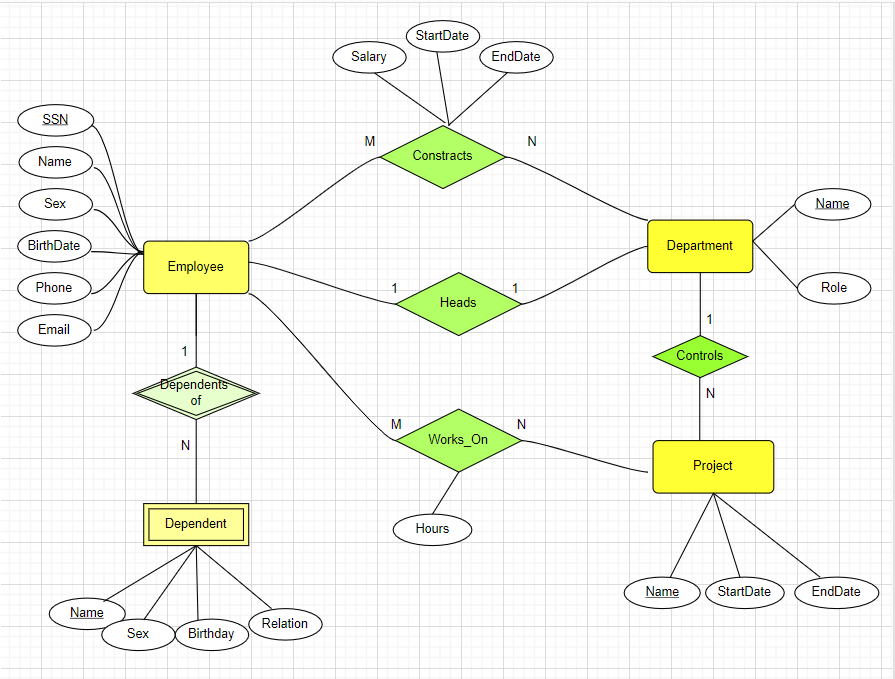 StartDate
Salary
EndDate
SSN
M
N
Constracts
Name
Sex
Name
BirthDate
Employee
Department
Phone
1
1
Heads
Role
Email
1
1
Controls
Dependents
of
N
M
N
Works_On
N
Project
Dependent
Hours
Name
StartDate
EndDate
Name
Sex
Birthday
Relation